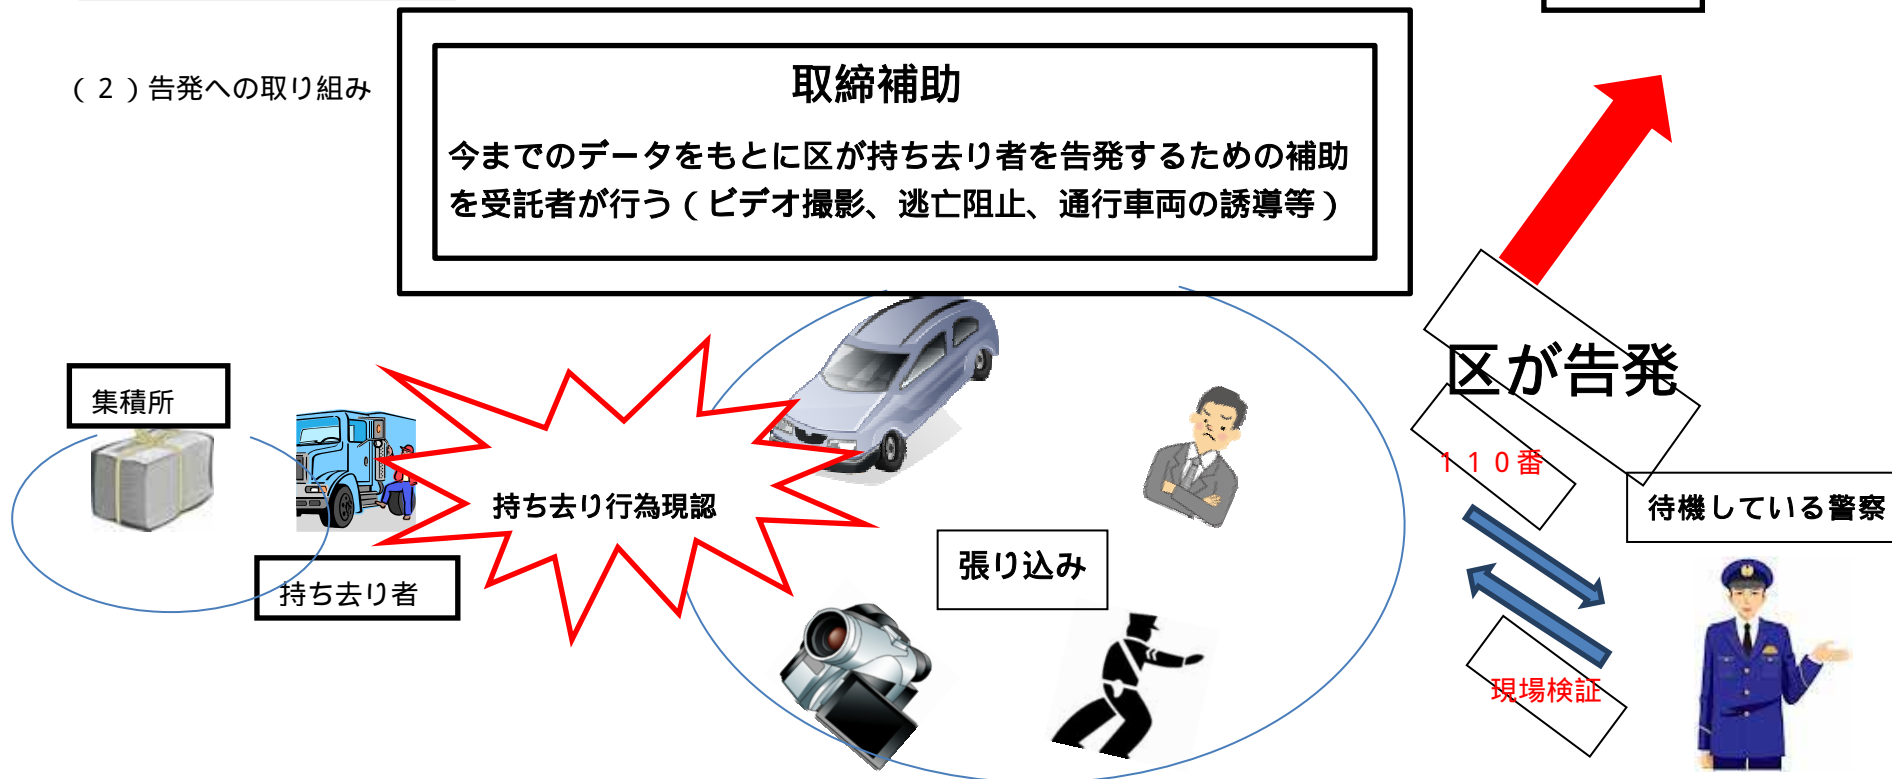 (2)告発への取り組み
取締補助
今までのデータをもとに区が持ち去り者を告発するための補助
を受託者が行う(ビデオ撮影、逃亡阻止、通行車両の誘導等)
集積所
持ち去り者
持ち去り行為現認
張り込み
区が告発
110番
待機している警察
現場検証